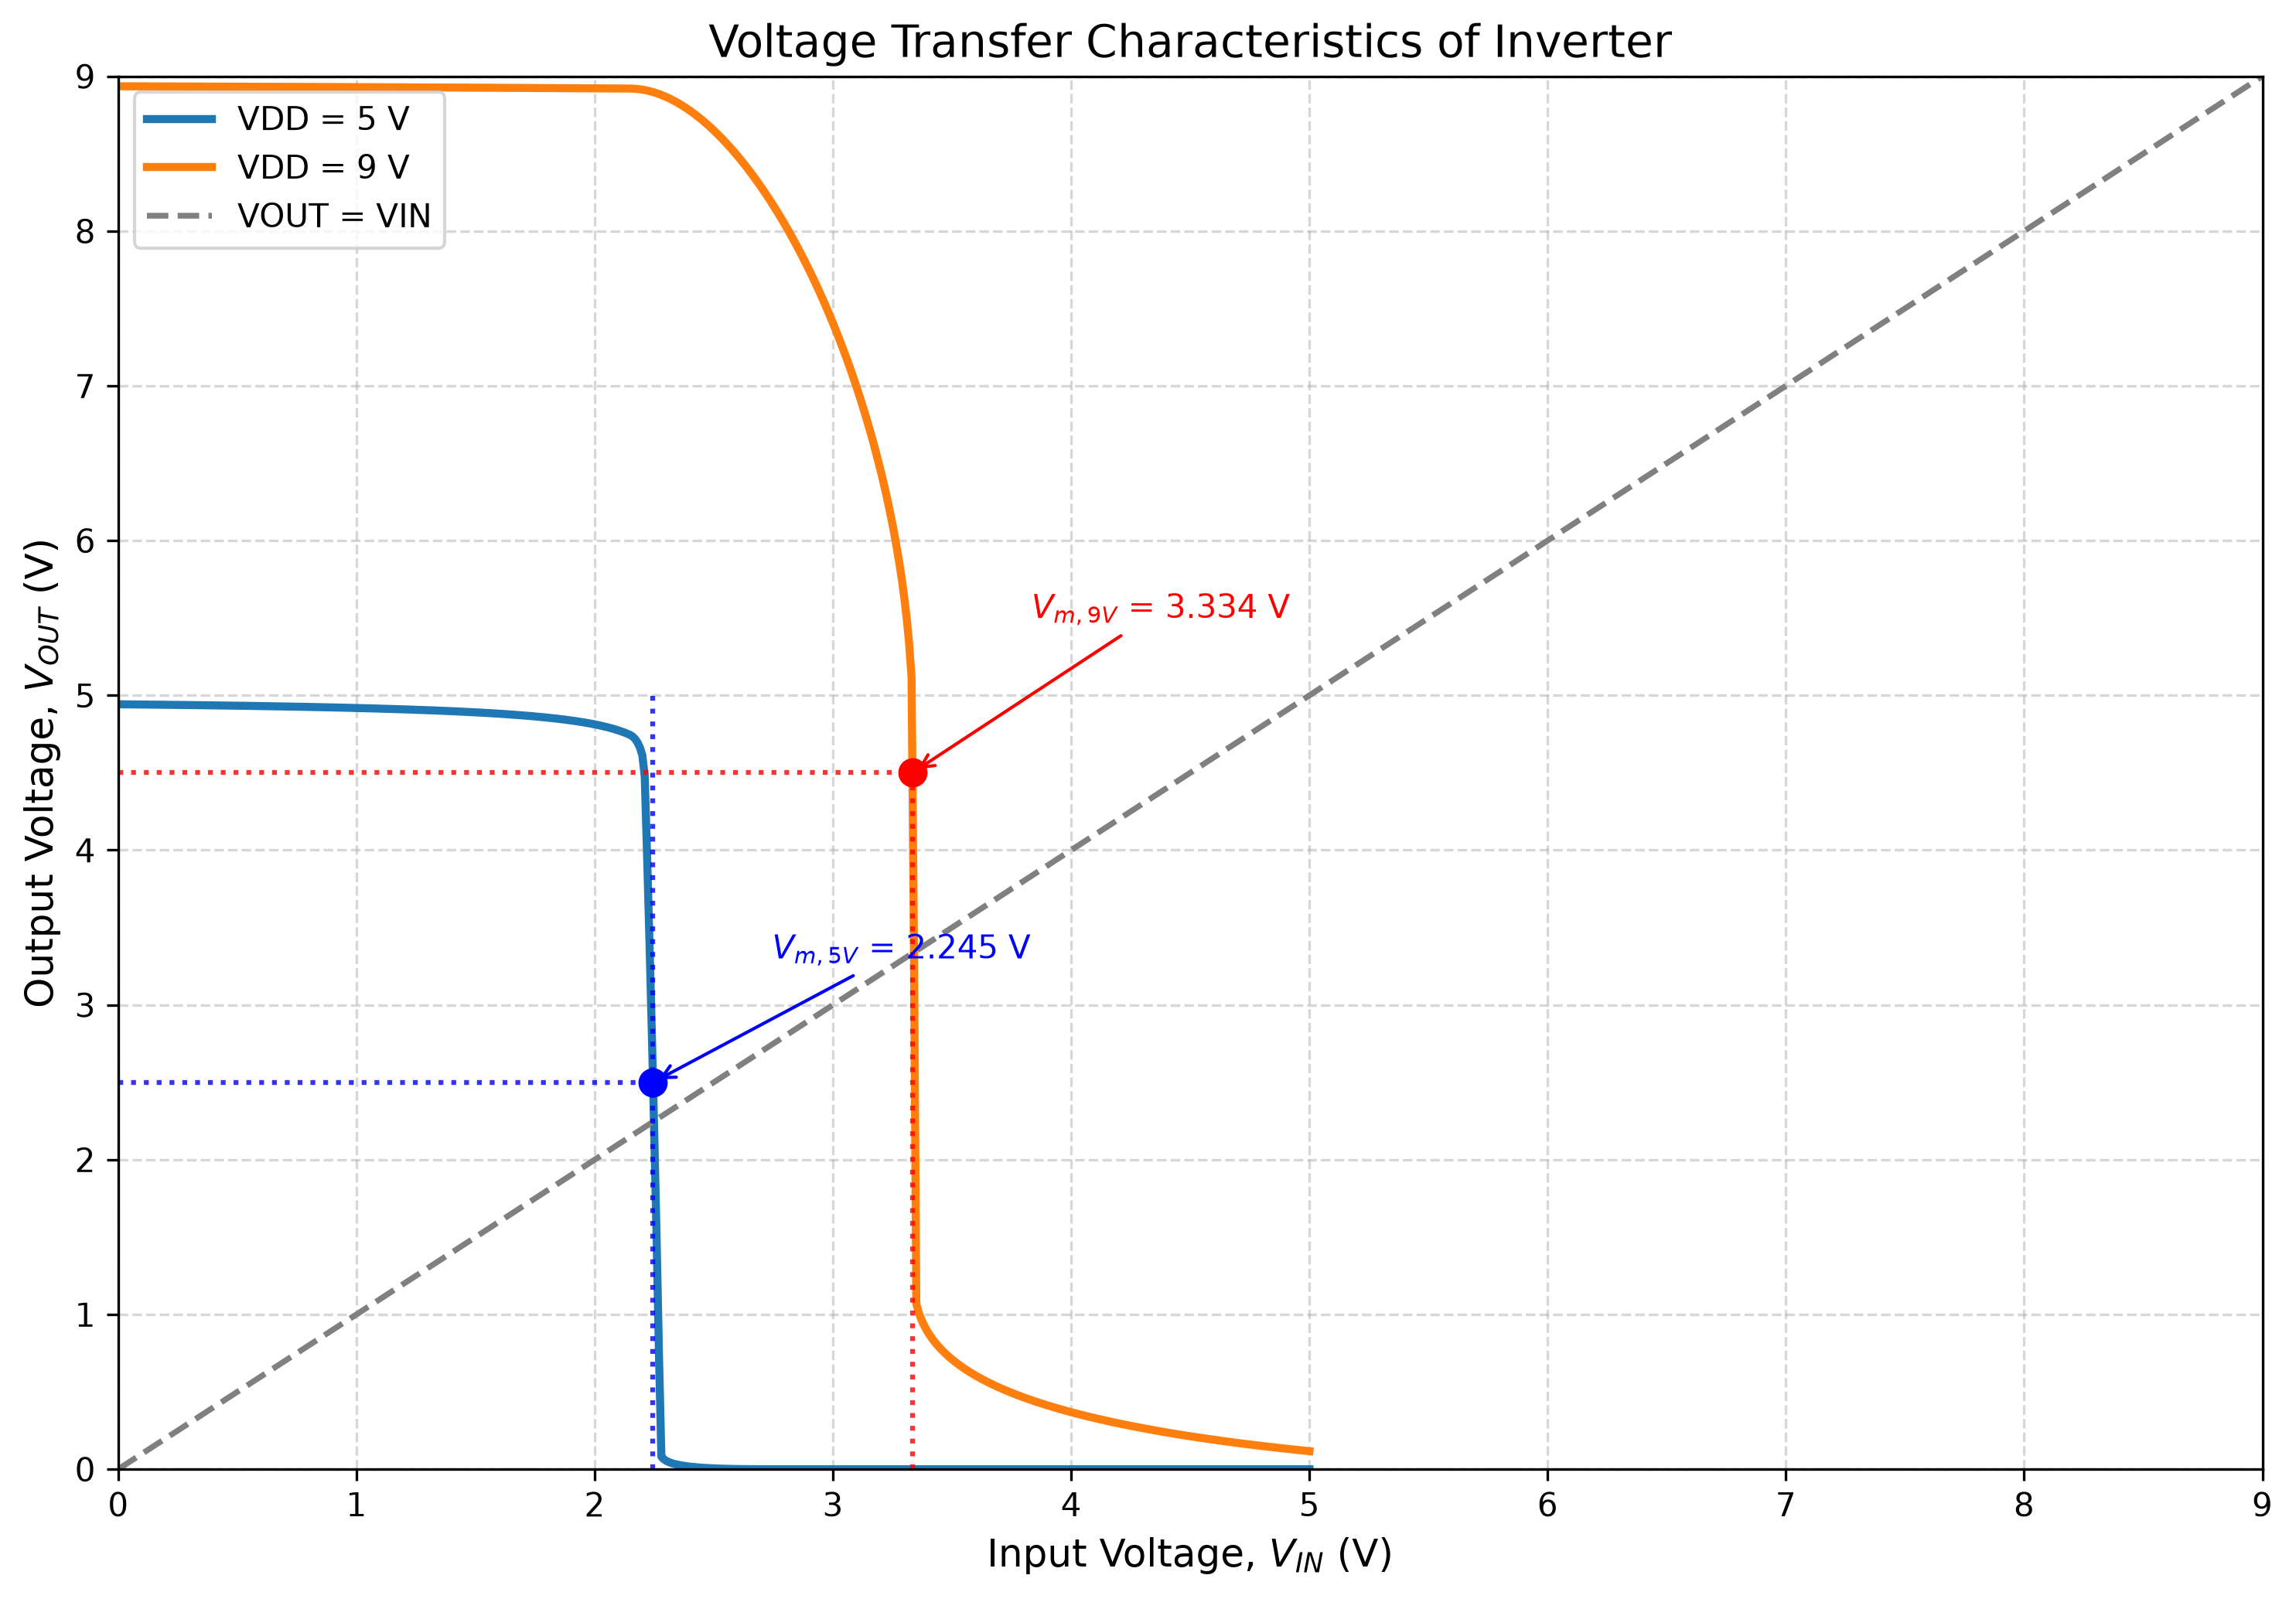 Voltage Transfer Characteristics of Inverter
9
VDD = 5 V
VDD = 9 V
VOUT = VIN
8
7
6
5
4
3
2
1
0
Output Voltage, V_OUT (V)
V_m, 9V = 3.334 V
V_m, 5V = 2.245 V
0 1 2 3 4 5 6 7 8 9
Input Voltage, V_IN (V)